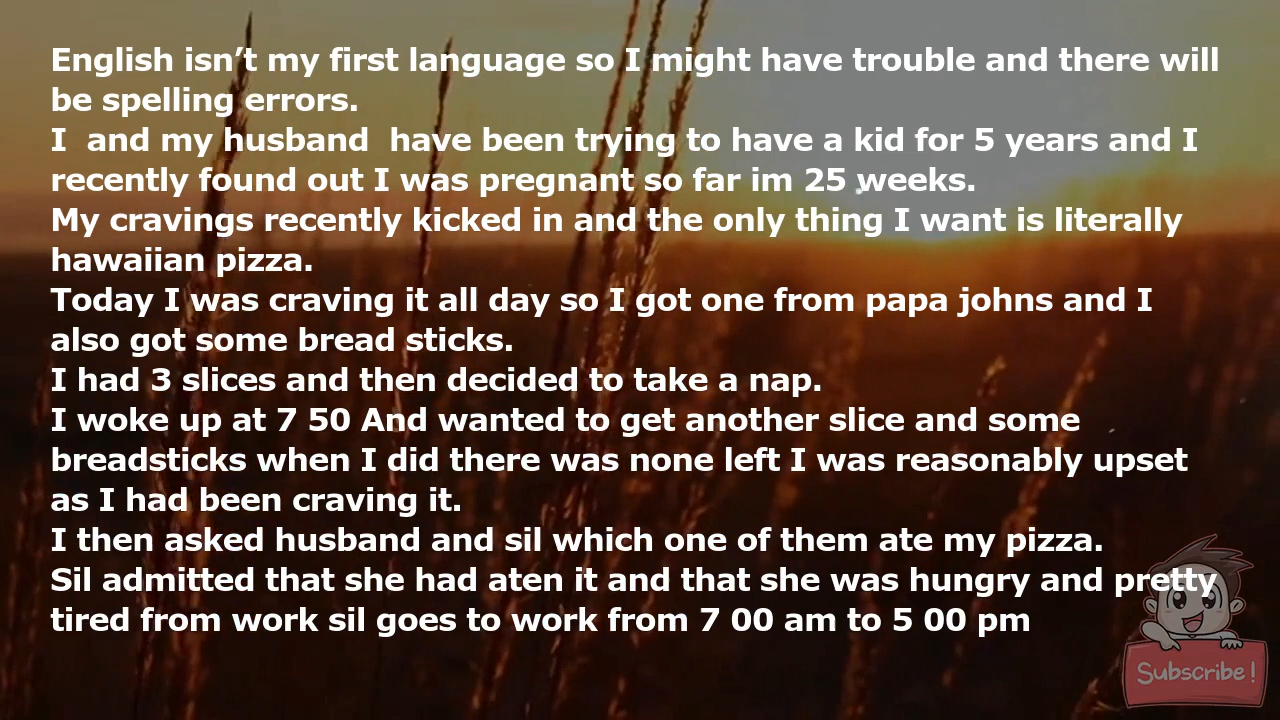 English isn’t my first language so I might have trouble and there will
be spelling errors.
I  and my husband  have been trying to have a kid for 5 years and I
recently found out I was pregnant so far im 25 weeks.
My cravings recently kicked in and the only thing I want is literally
hawaiian pizza.
Today I was craving it all day so I got one from papa johns and I
also got some bread sticks.
I had 3 slices and then decided to take a nap.
I woke up at 7 50 And wanted to get another slice and some
breadsticks when I did there was none left I was reasonably upset
as I had been craving it.
I then asked husband and sil which one of them ate my pizza.
Sil admitted that she had aten it and that she was hungry and pretty
tired from work sil goes to work from 7 00 am to 5 00 pm
Subscribe!